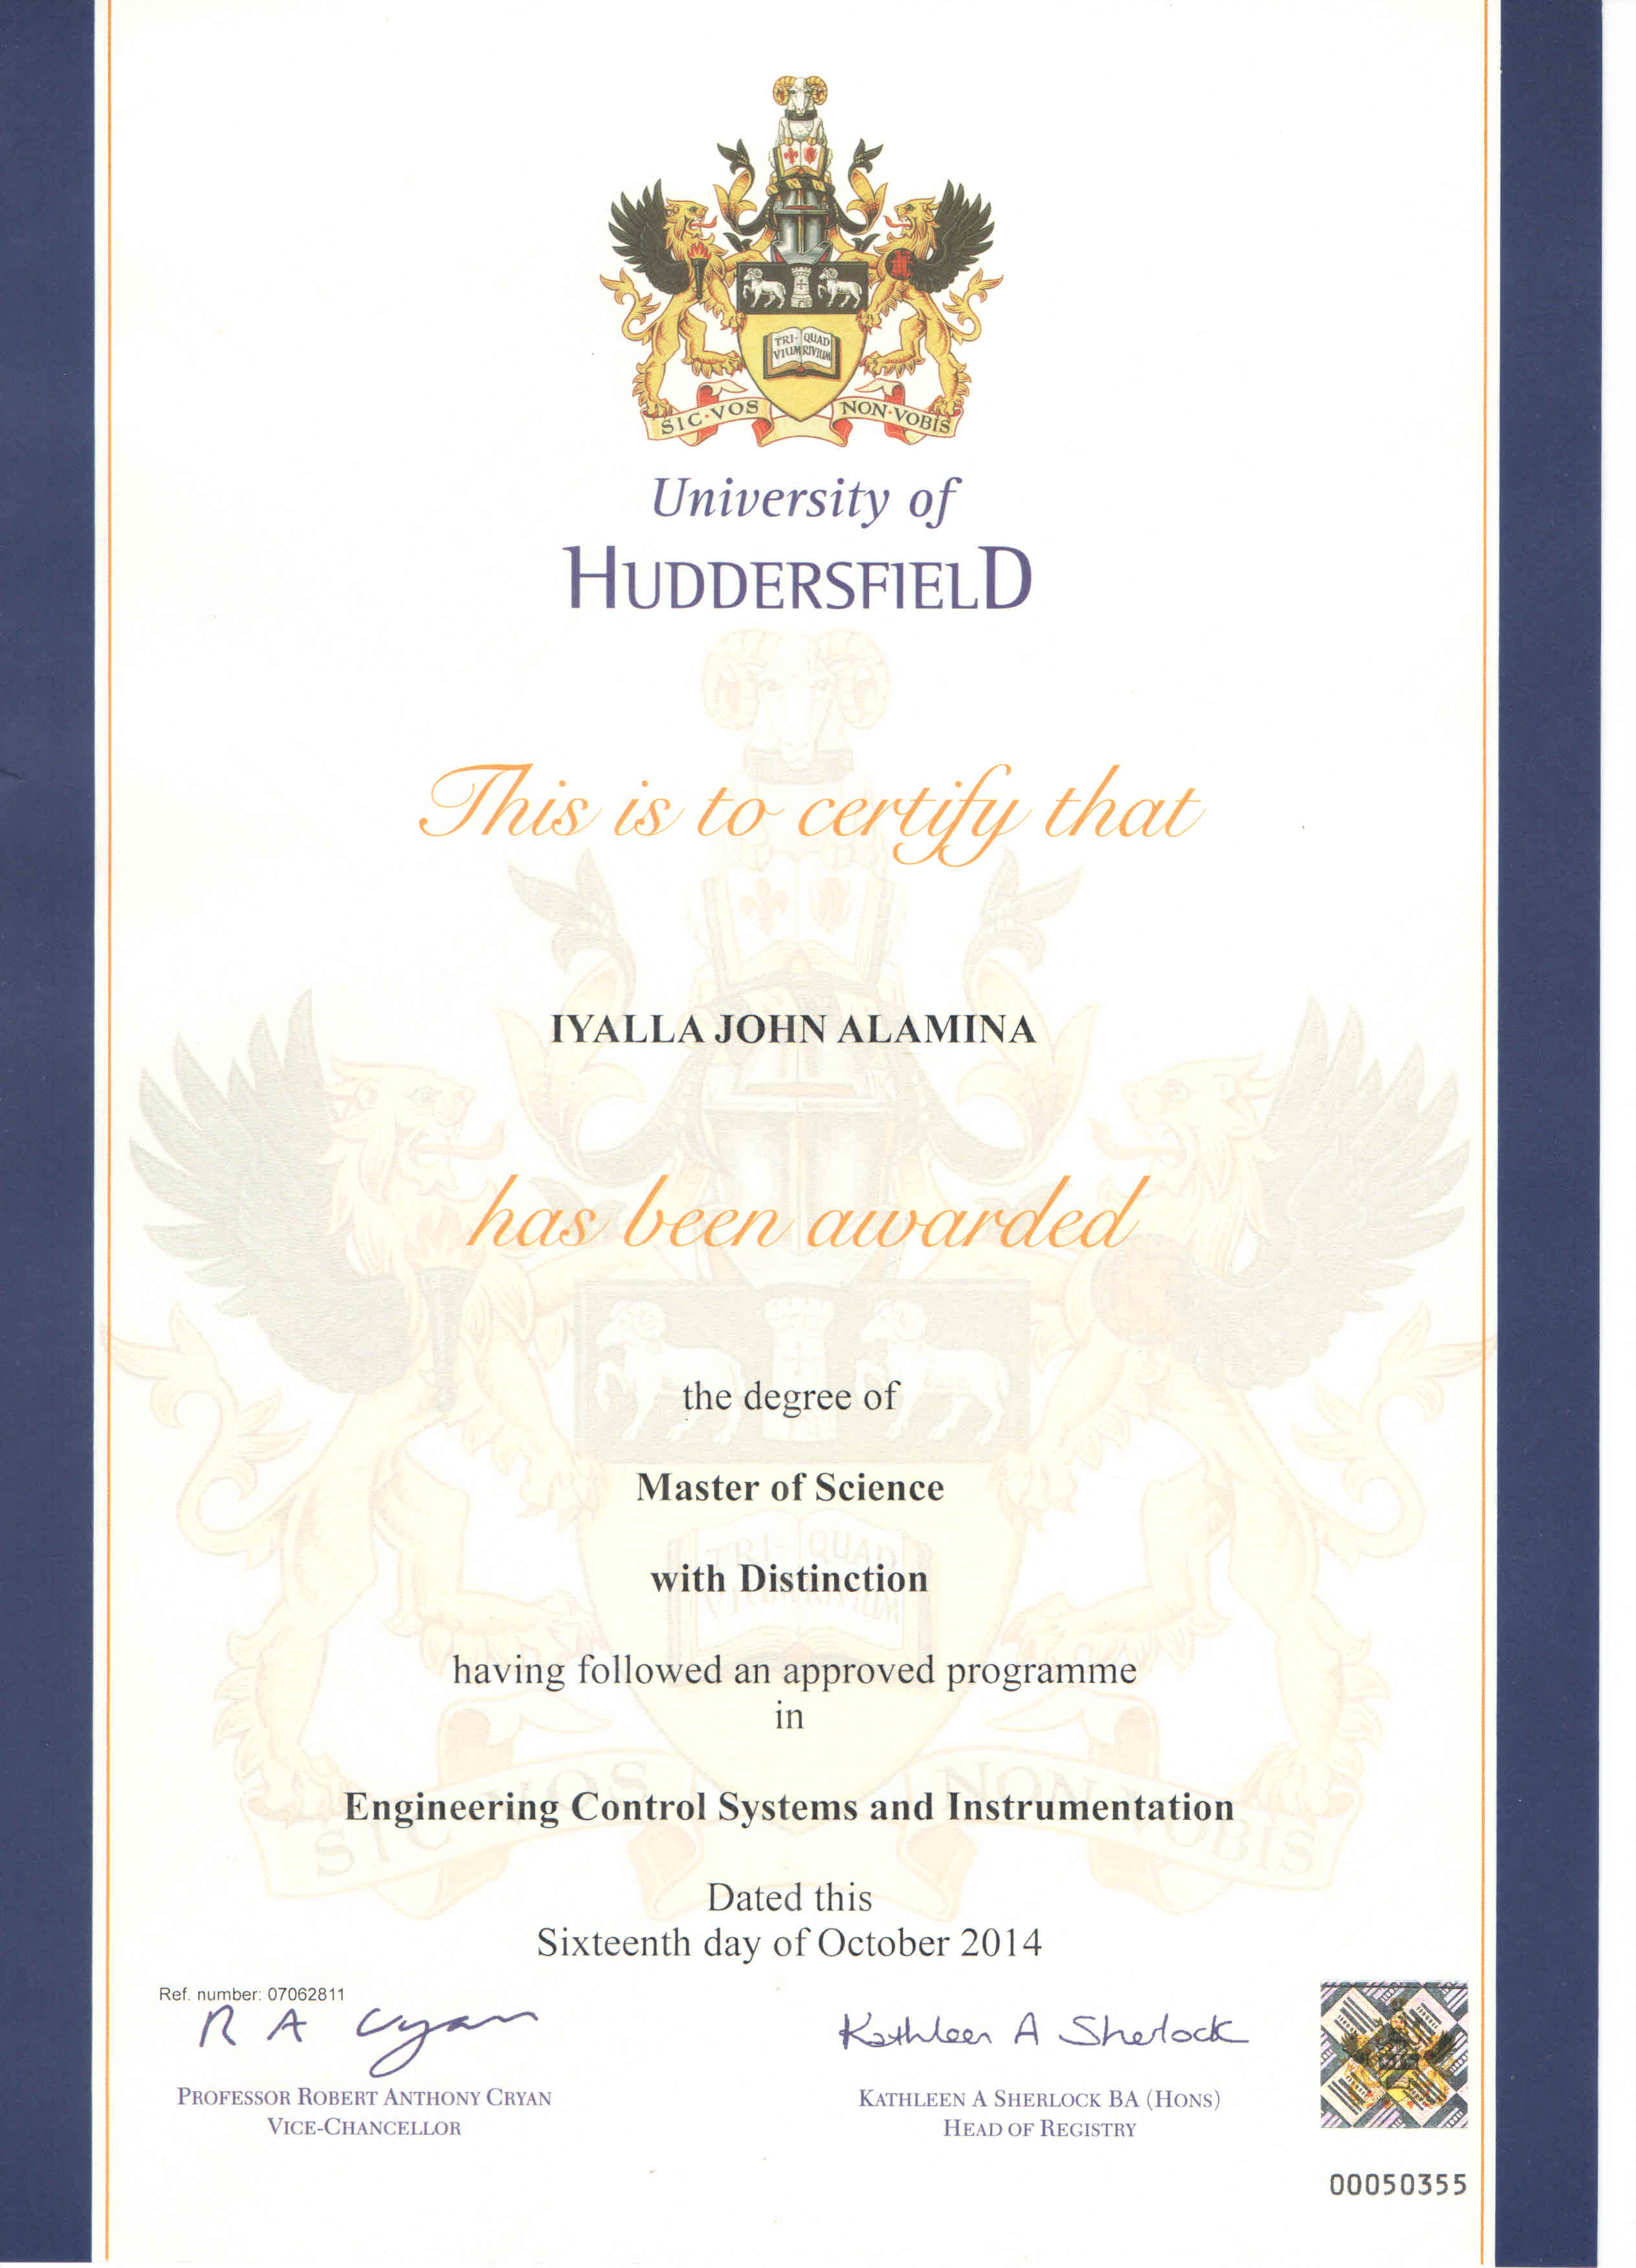 TRI- QUAD
VIUM RIVIUM
SIC·VOS NON·VOBIS
University of
HUDDERSFIELD
This is to certify that
IYALLA JOHN ALAMINA
has been awarded
the degree of
Master of Science
with Distinction
having followed an approved programme
in
Engineering Control Systems and Instrumentation
Dated this
Sixteenth day of October 2014
Ref. number: 07062811
R A Cryan
Kathleen A Sherlock
PROFESSOR ROBERT ANTHONY CRYAN
VICE-CHANCELLOR
KATHLEEN A SHERLOCK BA (HONS)
HEAD OF REGISTRY
00050355